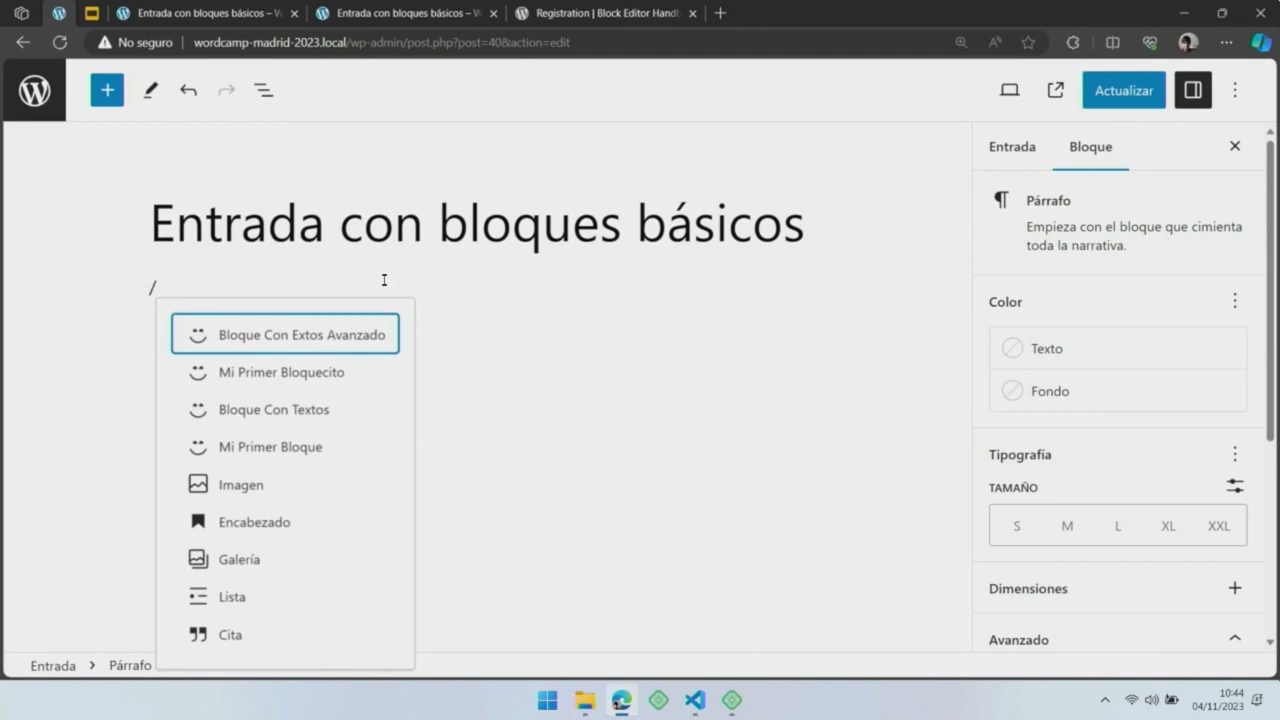 Entrada con bloques básicos – W
Entrada con bloques básicos – W
Registration | Block Editor Handb
No seguro
wordcamp-madrid-2023.local/wp-admin/post.php?post=40&action=edit
Actualizar
Entrada con bloques básicos
/
Bloque Con Extos Avanzado
Mi Primer Bloquecito
Bloque Con Textos
Mi Primer Bloque
Imagen
Encabezado
Galería
Lista
Cita
Entrada
Bloque
Párrafo
Empieza con el bloque que cimienta
toda la narrativa.
Color
Texto
Fondo
Tipografía
TAMAÑO
S M L XL XXL
Dimensiones
Avanzado
Entrada > Párrafo
10:44
04/11/2023